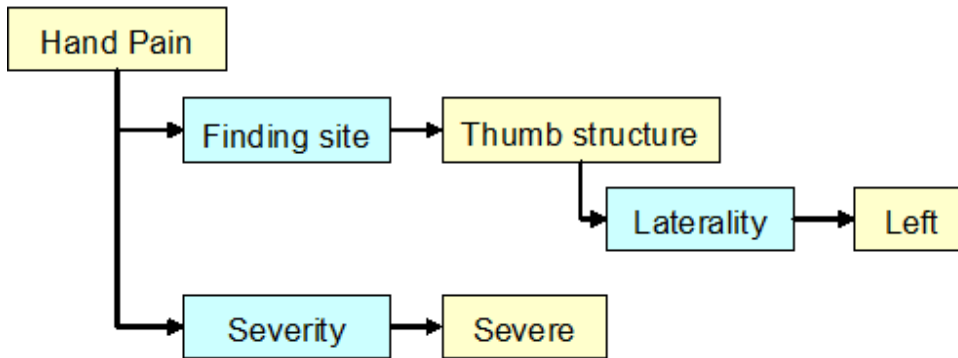 Hand Pain
Finding site
Thumb structure
Laterality
Left
Severity
Severe